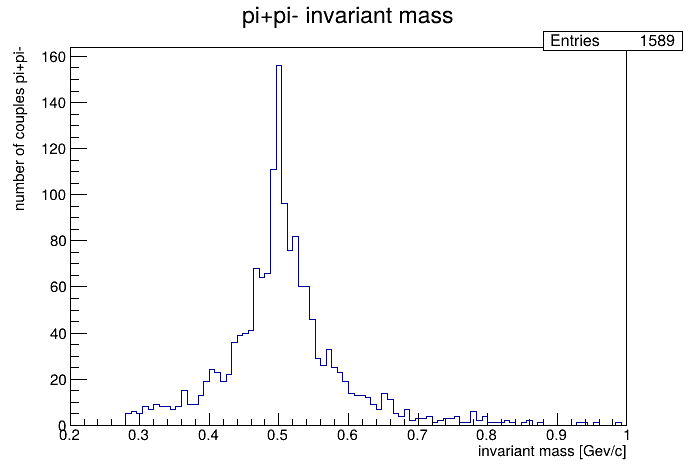 pi+pi- invariant mass
Entries 1589
number of couples pi+pi-
160
140
120
100
80
60
40
20
0
0.2 0.3 0.4 0.5 0.6 0.7 0.8 0.9 1
invariant mass [Gev/c]